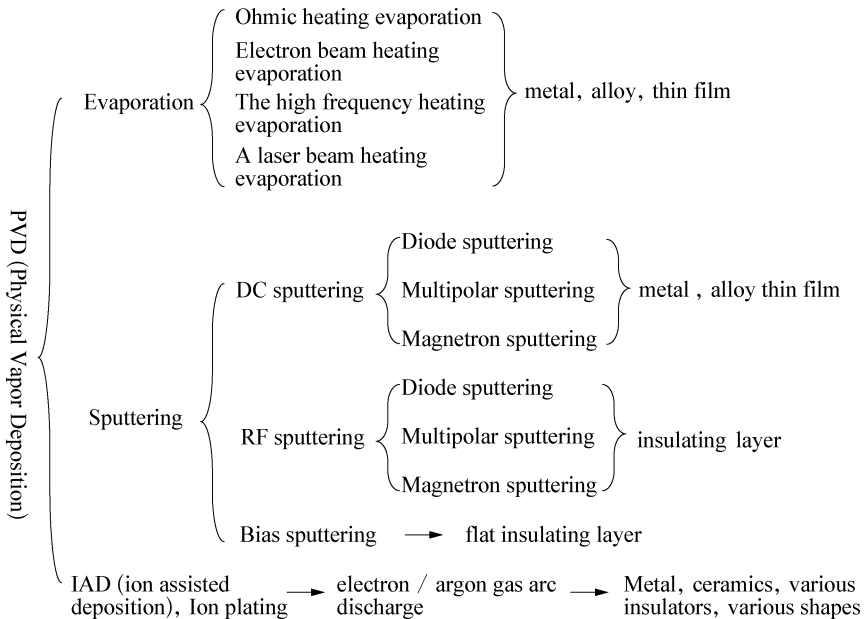 PVD (Physical Vapor Deposition)
Evaporation
Ohmic heating evaporation
Electron beam heating
evaporation
The high frequency heating
evaporation
A laser beam heating
evaporation
metal, alloy, thin film
Sputtering
DC sputtering
Diode sputtering
Multipolar sputtering
Magnetron sputtering
metal , alloy thin film
RF sputtering
Diode sputtering
Multipolar sputtering
Magnetron sputtering
insulating layer
Bias sputtering
flat insulating layer
IAD (ion assisted
deposition), Ion plating
electron / argon gas arc
discharge
Metal, ceramics, various
insulators, various shapes